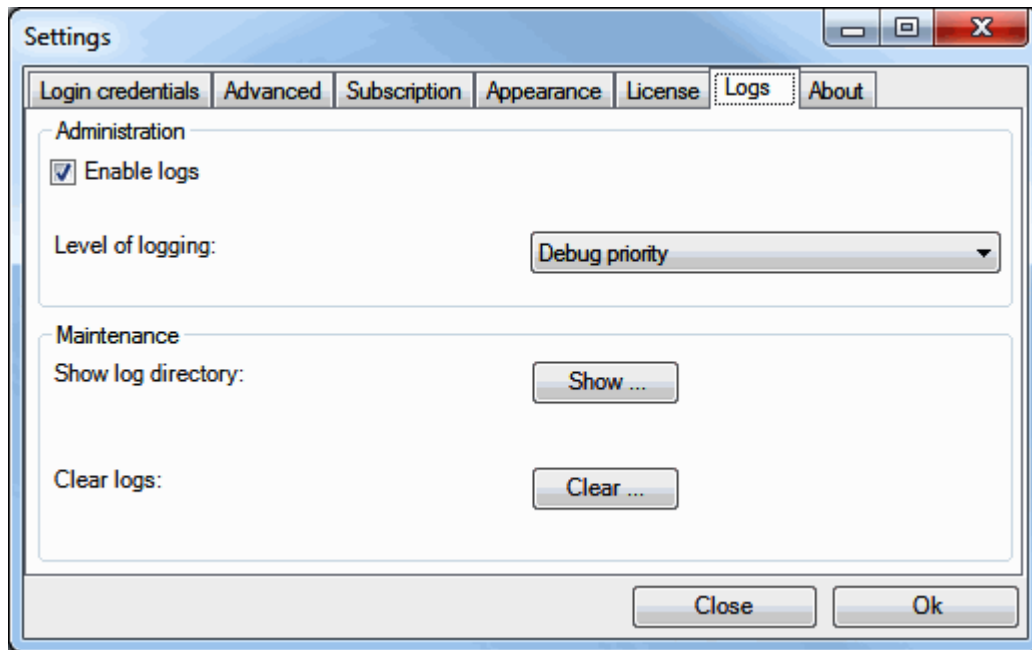 Settings
Login credentials Advanced Subscription Appearance License Logs About
Administration
Enable logs
Level of logging: Debug priority
Maintenance
Show log directory: Show ...
Clear logs: Clear ...
Close Ok